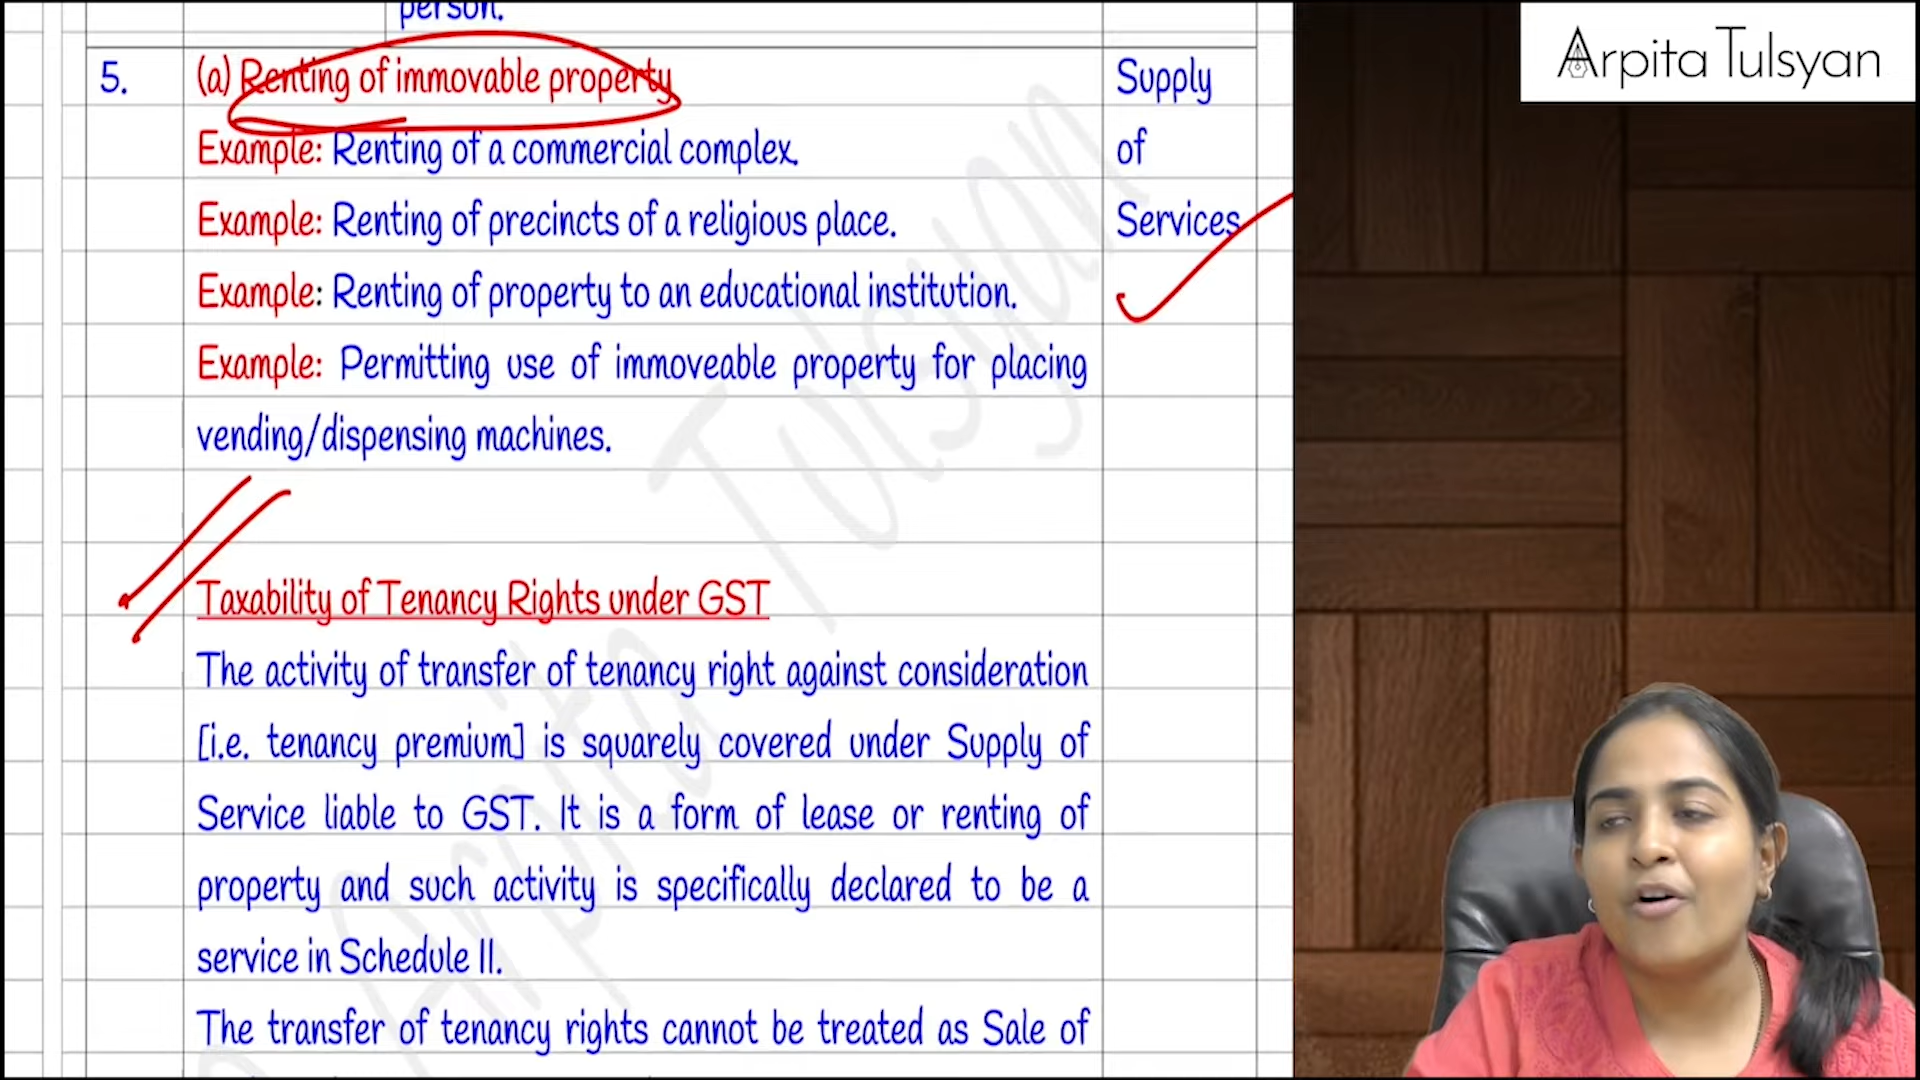 person.
5. (a) Renting of immovable property Supply
Example: Renting of a commercial complex. of
Example: Renting of precincts of a religious place. Services
Example: Renting of property to an educational institution.
Example: Permitting use of immoveable property for placing
vending/dispensing machines.
Taxability of Tenancy Rights under GST
The activity of transfer of tenancy right against consideration
[i.e. tenancy premium] is squarely covered under Supply of
Service liable to GST. It is a form of lease or renting of
property and such activity is specifically declared to be a
service in Schedule II.
The transfer of tenancy rights cannot be treated as Sale of
Arpita Tulsyan
Arpita Tulsyan